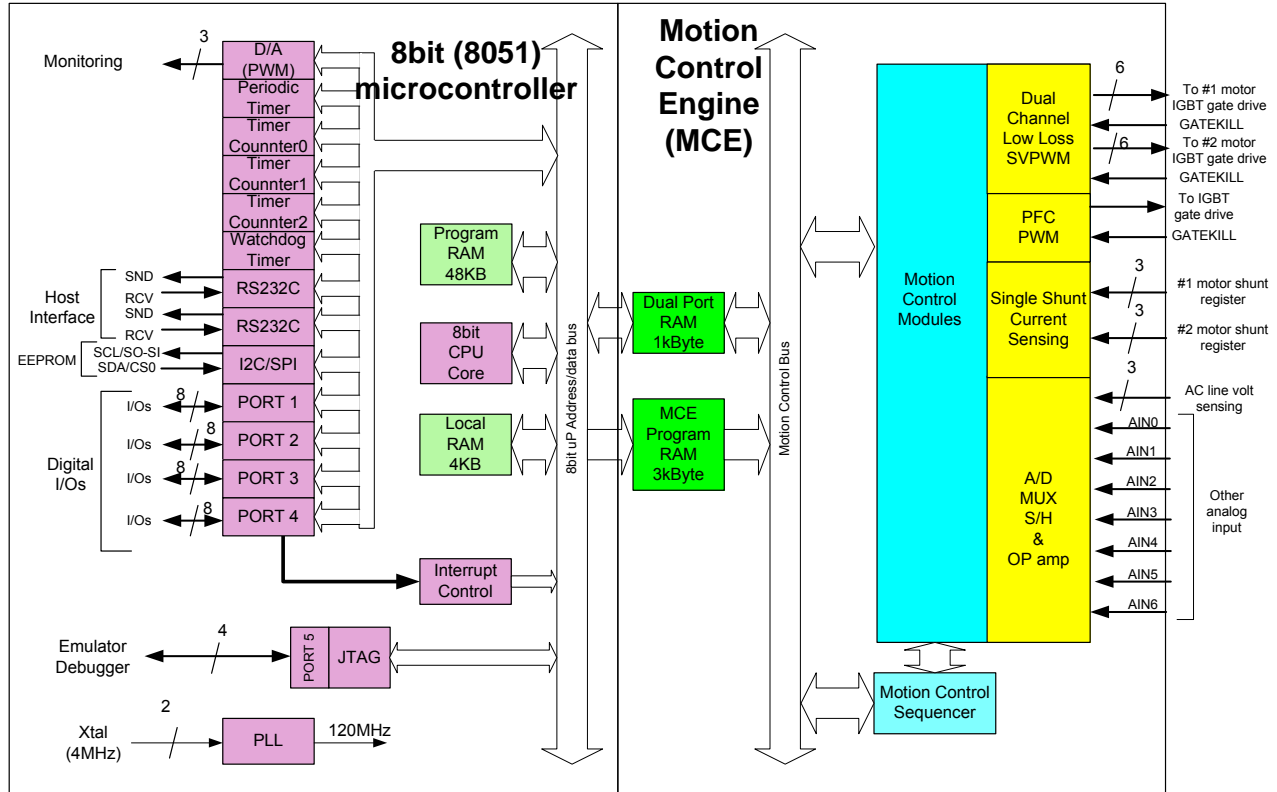 8bit (8051)
microcontroller
Motion
Control
Engine
(MCE)
Monitoring
3
D/A
(PWM)
Periodic
Timer
Timer
Counnter0
Timer
Counnter1
Timer
Counnter2
Watchdog
Timer
Host
Interface
SND
RCV
SND
RCV
RS232C
RS232C
EEPROM
SCL/SO-SI
SDA/CS0
I2C/SPI
Digital
I/Os
I/Os
8
PORT 1
I/Os
8
PORT 2
I/Os
8
PORT 3
I/Os
8
PORT 4
Interrupt
Control
Emulator
Debugger
4
PORT 5
JTAG
Xtal
(4MHz)
2
PLL
120MHz
Program
RAM
48KB
8bit
CPU
Core
Local
RAM
4KB
8bit uP Address/data bus
Dual Port
RAM
1kByte
MCE
Program
RAM
3kByte
Motion Control Bus
Motion
Control
Modules
Motion Control
Sequencer
Dual
Channel
Low Loss
SVPWM
PFC
PWM
Single Shunt
Current
Sensing
A/D
MUX
S/H
&
OP amp
6
To #1 motor
IGBT gate drive
GATEKILL
6
To #2 motor
IGBT gate drive
GATEKILL
To IGBT
gate drive
GATEKILL
3
#1 motor shunt
register
3
#2 motor shunt
register
3
AC line volt
sensing
AIN0
AIN1
AIN2
AIN3
AIN4
AIN5
AIN6
Other
analog
input